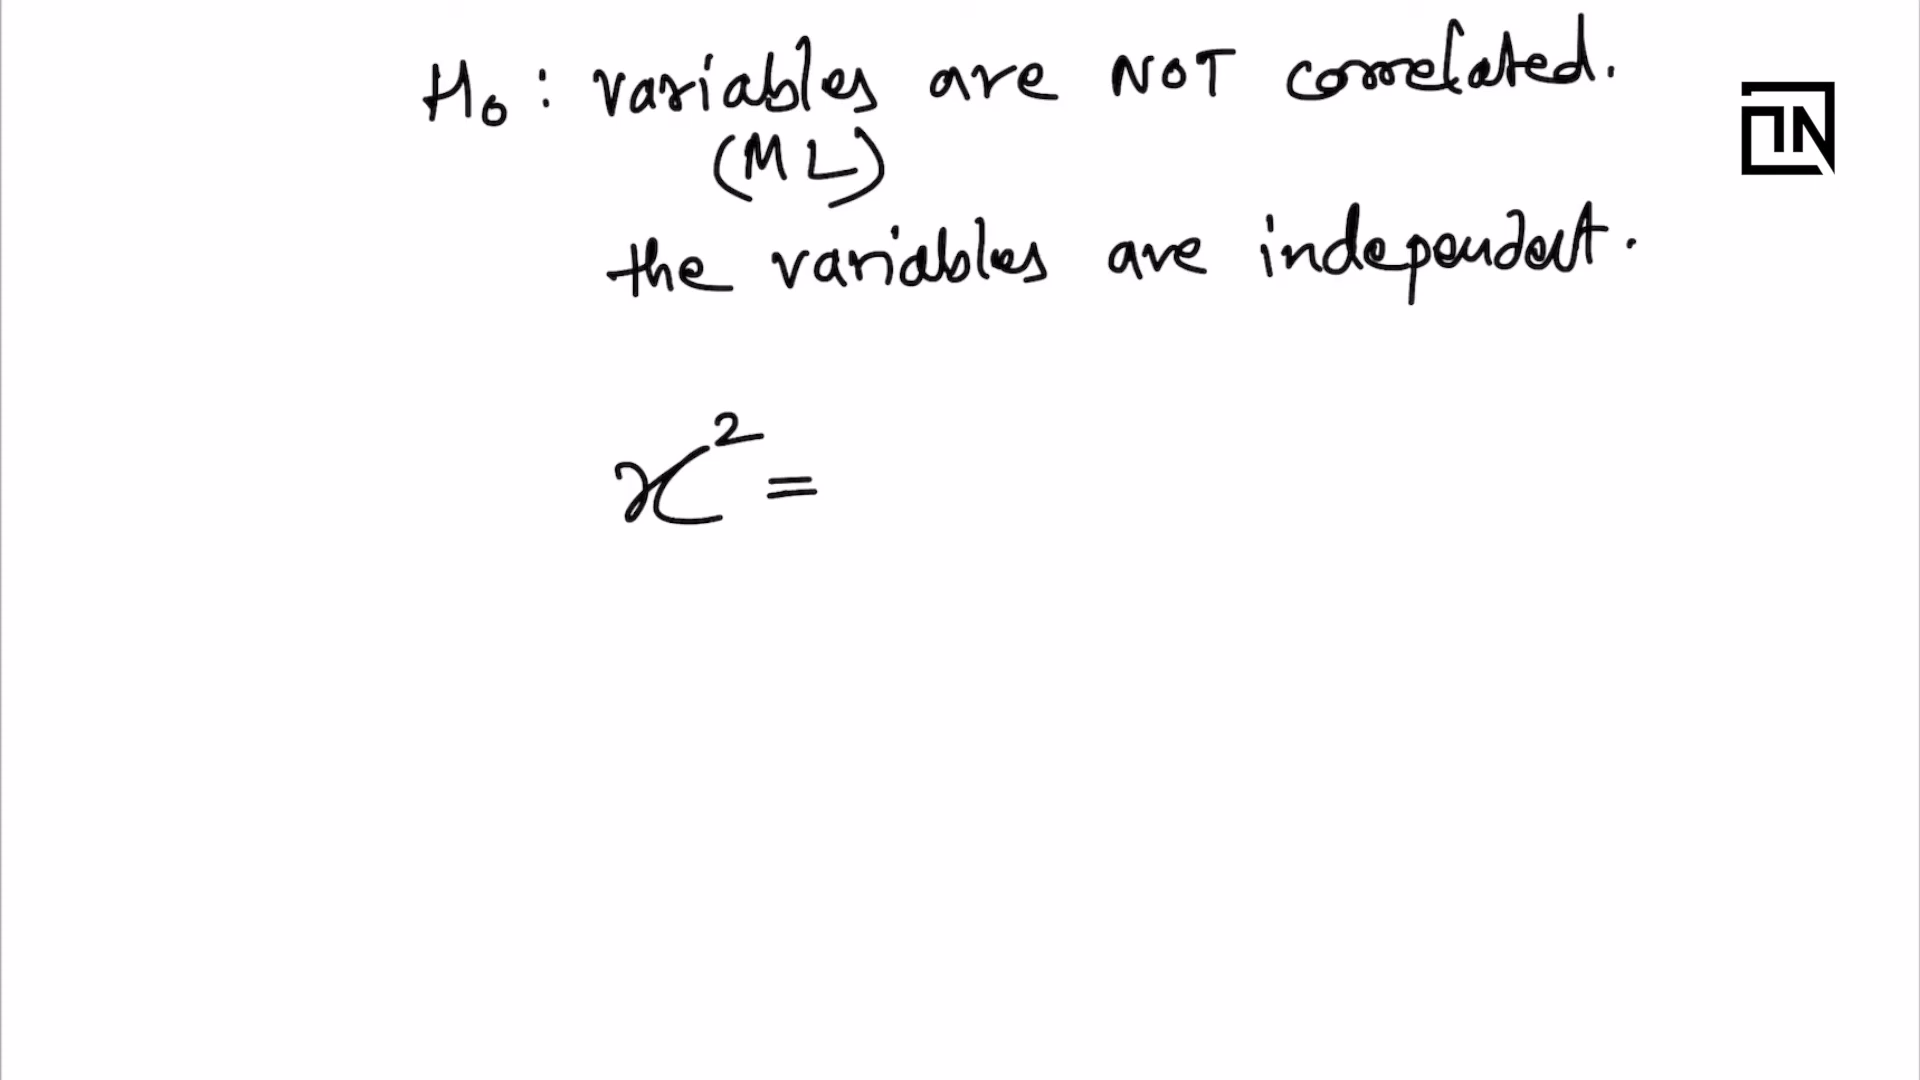 H₀ : variables are NOT correlated.
(ML)
the variables are independent.
χ² =